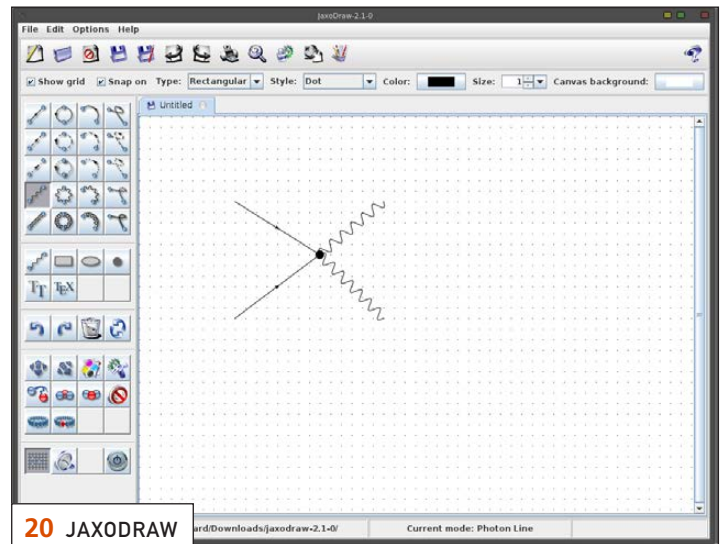 JaxoDraw-2.1-0
File Edit Options Help
Show grid Snap on Type: Rectangular Style: Dot Color: Size: 1 Canvas background:
Untitled
TT TEX
20 JAXODRAW
ard/Downloads/jaxodraw-2.1-0/ Current mode: Photon Line